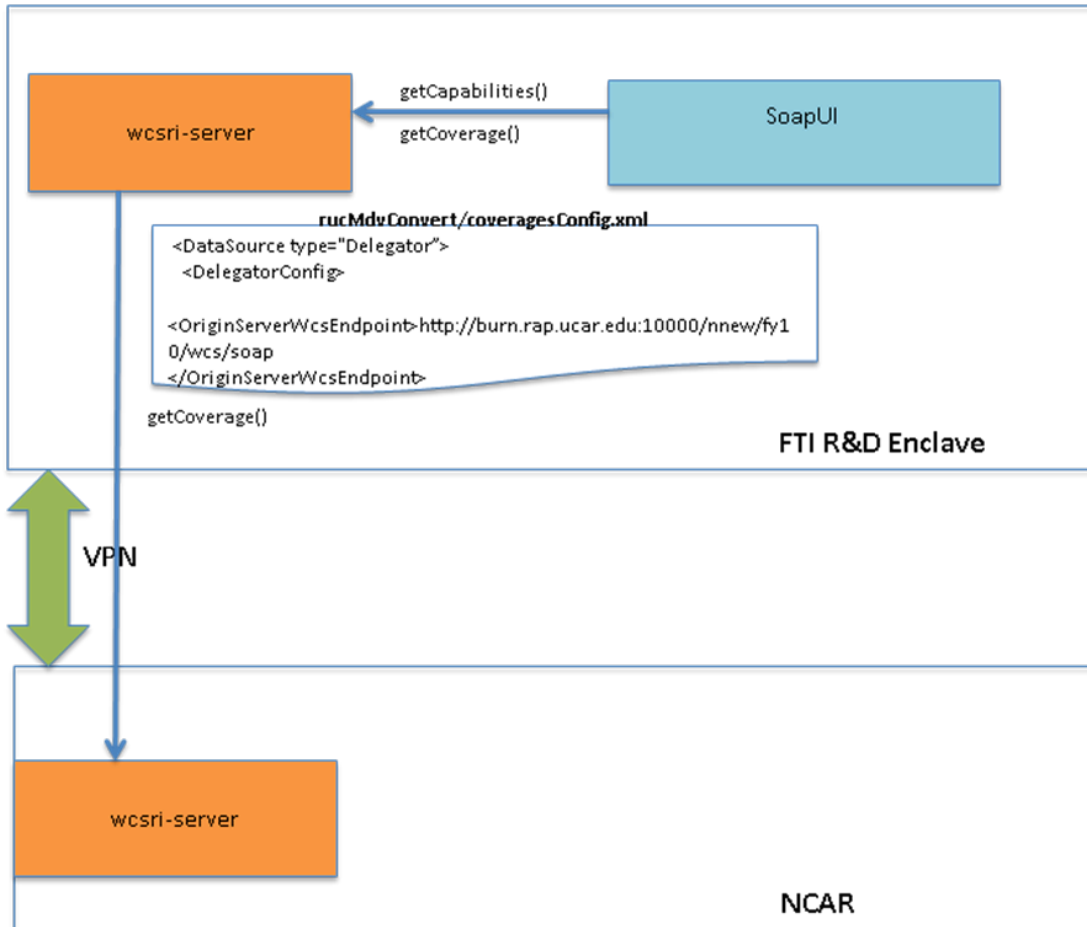 getCapabilities()
wcsri-server
SoapUI
getCoverage()
rucMdvConvert/coveragesConfig.xml
<DataSource type="Delegator”>
<DelegatorConfig>
<OriginServerWcsEndpoint>http://burn.rap.ucar.edu:10000/nnew/fy1
0/wcs/soap
</OriginServerWcsEndpoint>
getCoverage()
FTI R&D Enclave
VPN
wcsri-server
NCAR